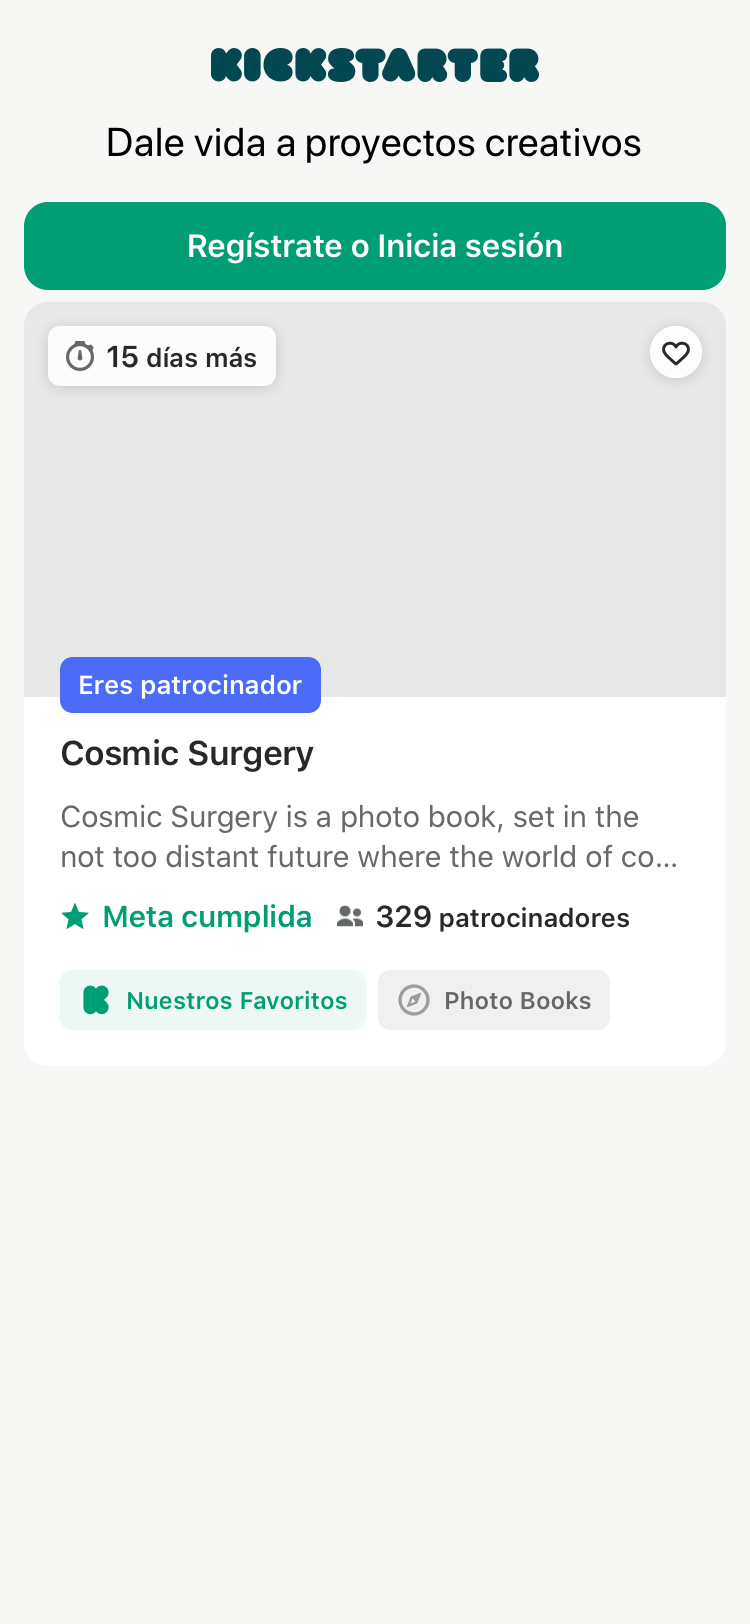 KICKSTARTER
Dale vida a proyectos creativos
Regístrate o Inicia sesión
15 días más
Eres patrocinador
Cosmic Surgery
Cosmic Surgery is a photo book, set in the
not too distant future where the world of co...
Meta cumplida 329 patrocinadores
Nuestros Favoritos Photo Books